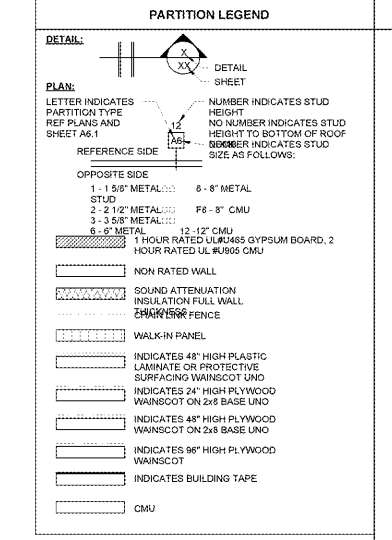 PARTITION LEGEND
DETAIL:
X
XX
DETAIL
SHEET
PLAN:
LETTER INDICATES
PARTITION TYPE
REF PLANS AND
SHEET A6.1
NUMBER INDICATES STUD
HEIGHT
NO NUMBER INDICATES STUD
HEIGHT TO BOTTOM OF ROOF
NUMBER INDICATES STUD
SIZE AS FOLLOWS:
12
A6
REFERENCE SIDE
OPPOSITE SIDE
1 - 1 5/8" METAL
STUD
6 - 8" METAL
2 - 2 1/2" METAL
F6 - 8" CMU
3 - 3 5/8" METAL
6 - 6" METAL
12 -12" CMU
1 HOUR RATED UL#U465 GYPSUM BOARD, 2
HOUR RATED UL #U905 CMU
NON RATED WALL
SOUND ATTENUATION
INSULATION FULL WALL
THICKNESS
CHAIN LINK FENCE
WALK-IN PANEL
INDICATES 48" HIGH PLASTIC
LAMINATE OR PROTECTIVE
SURFACING WAINSCOT UNO
INDICATES 24" HIGH PLYWOOD
WAINSCOT ON 2x8 BASE UNO
INDICATES 48" HIGH PLYWOOD
WAINSCOT ON 2x8 BASE UNO
INDICATES 96" HIGH PLYWOOD
WAINSCOT
INDICATES BUILDING TAPE
CMU